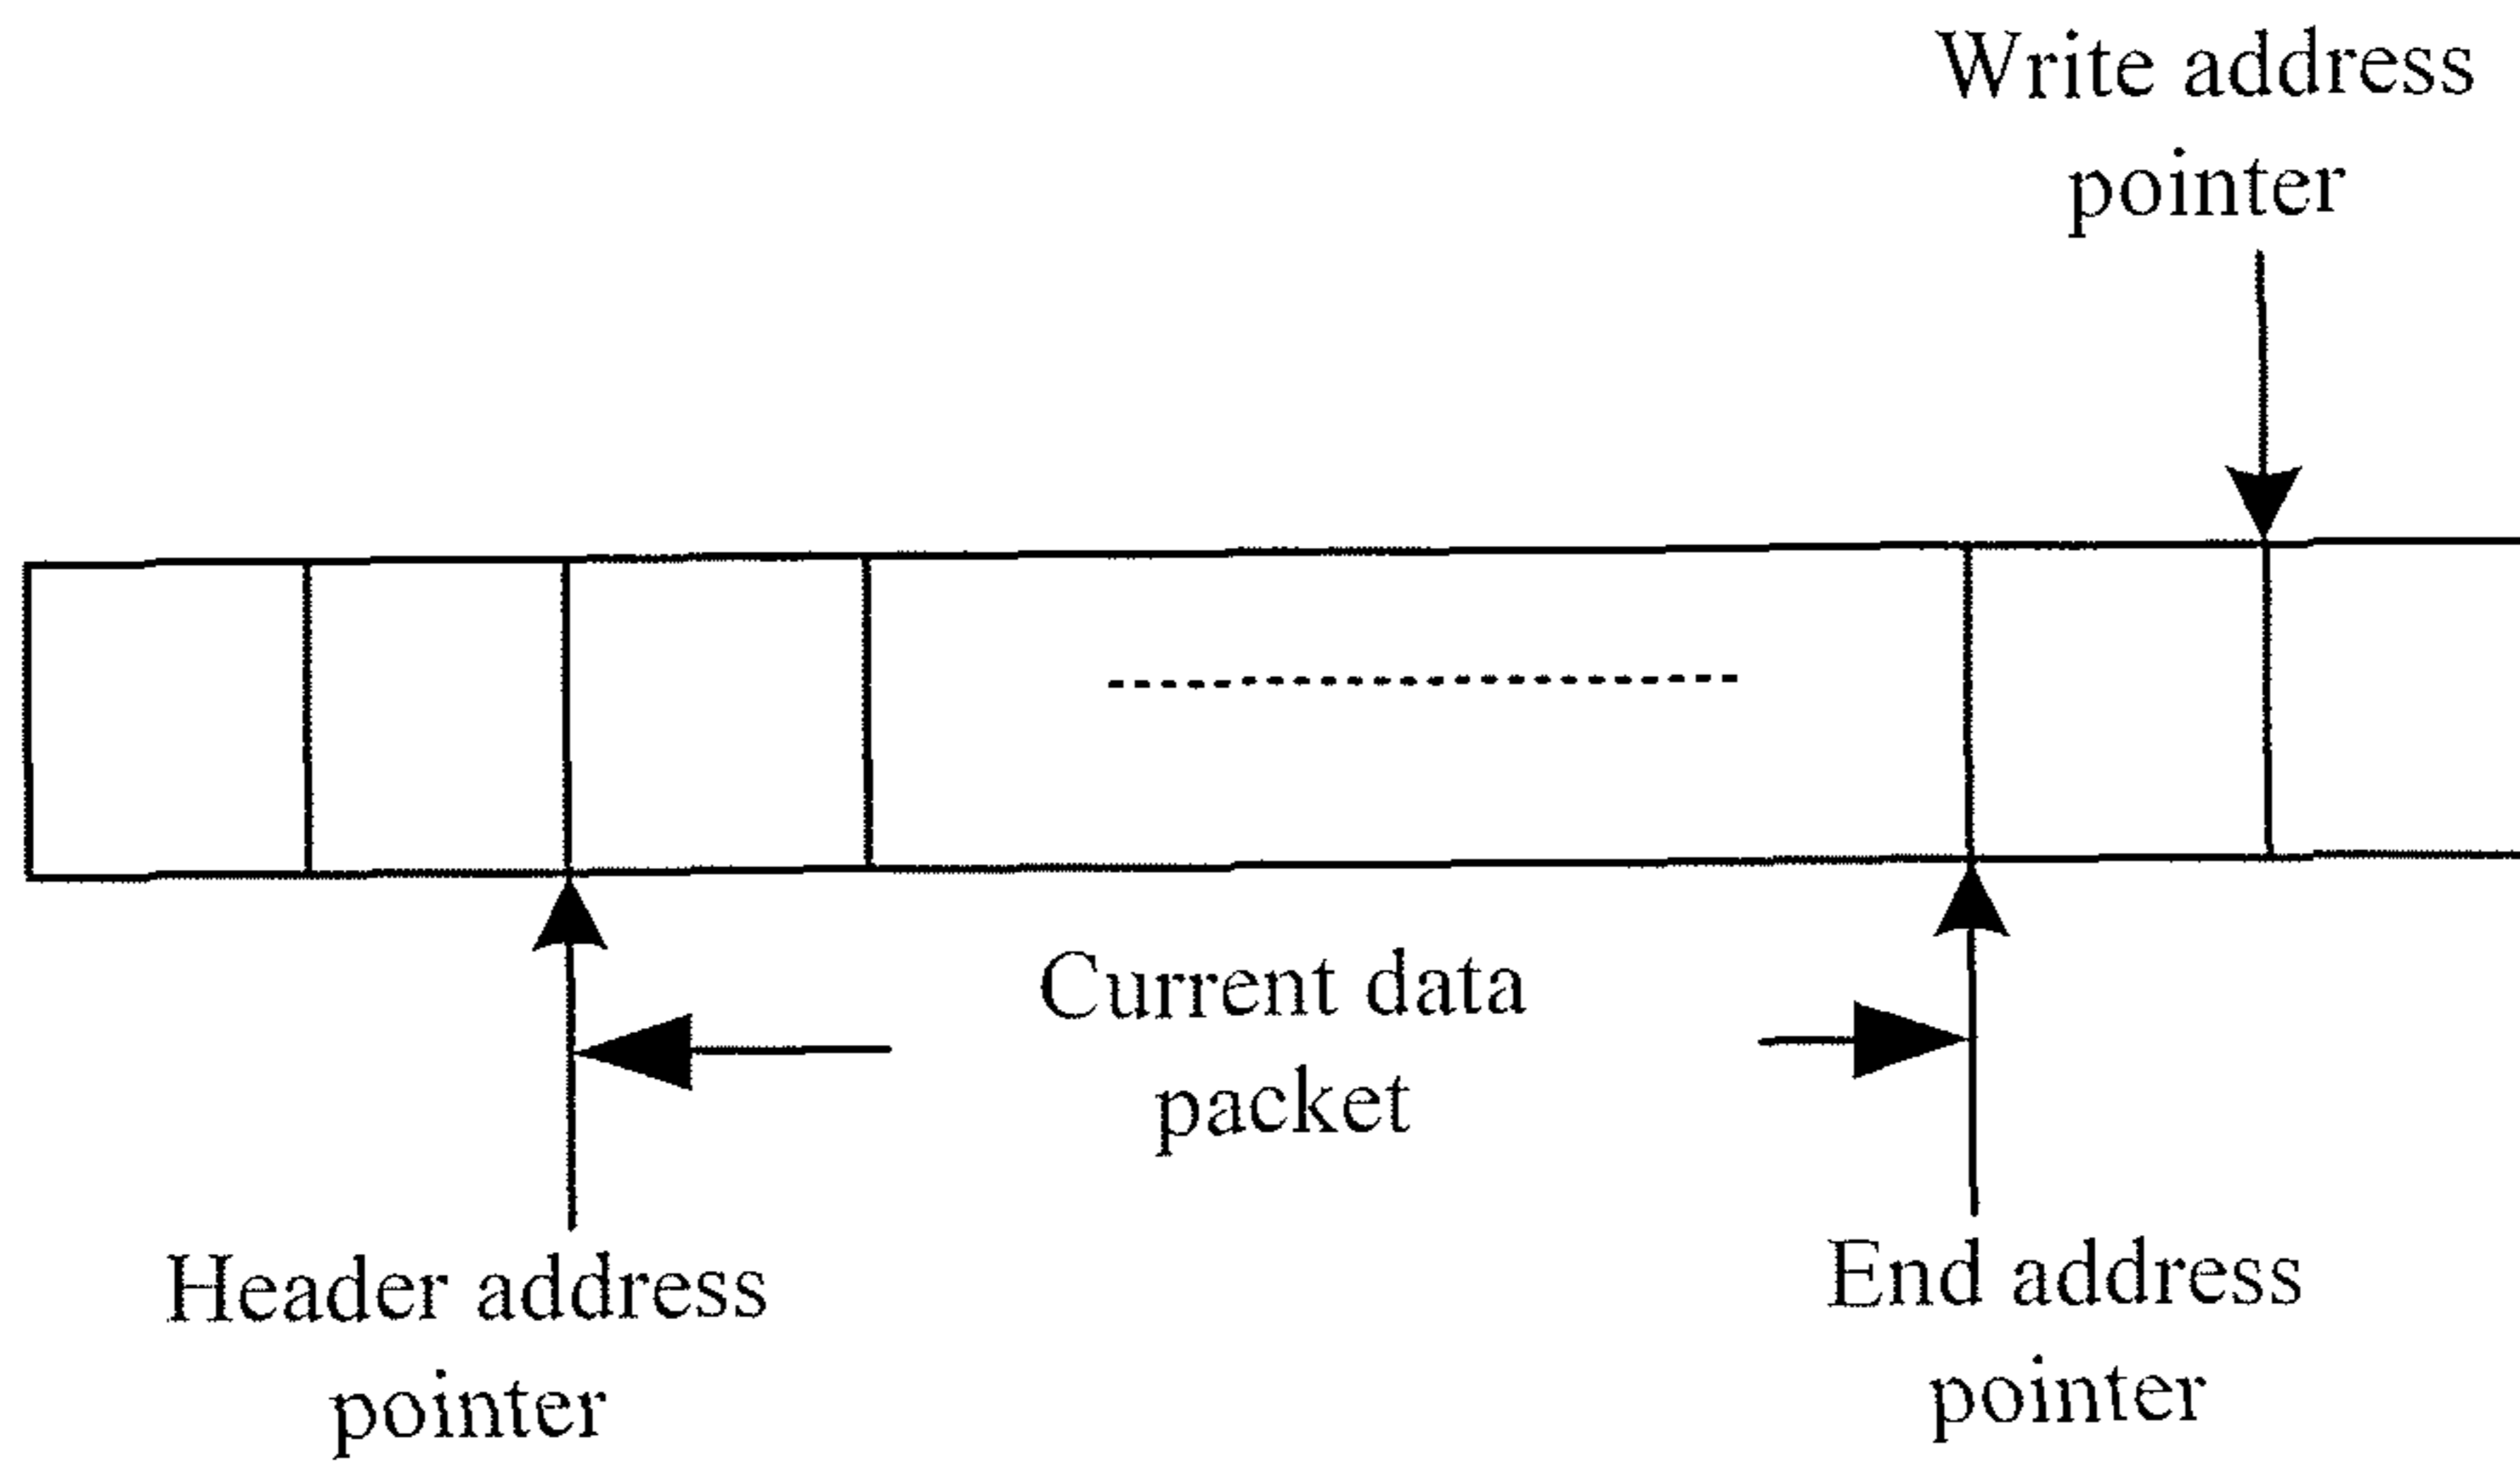 Write address
pointer
Current data
packet
Header address
pointer
End address
pointer